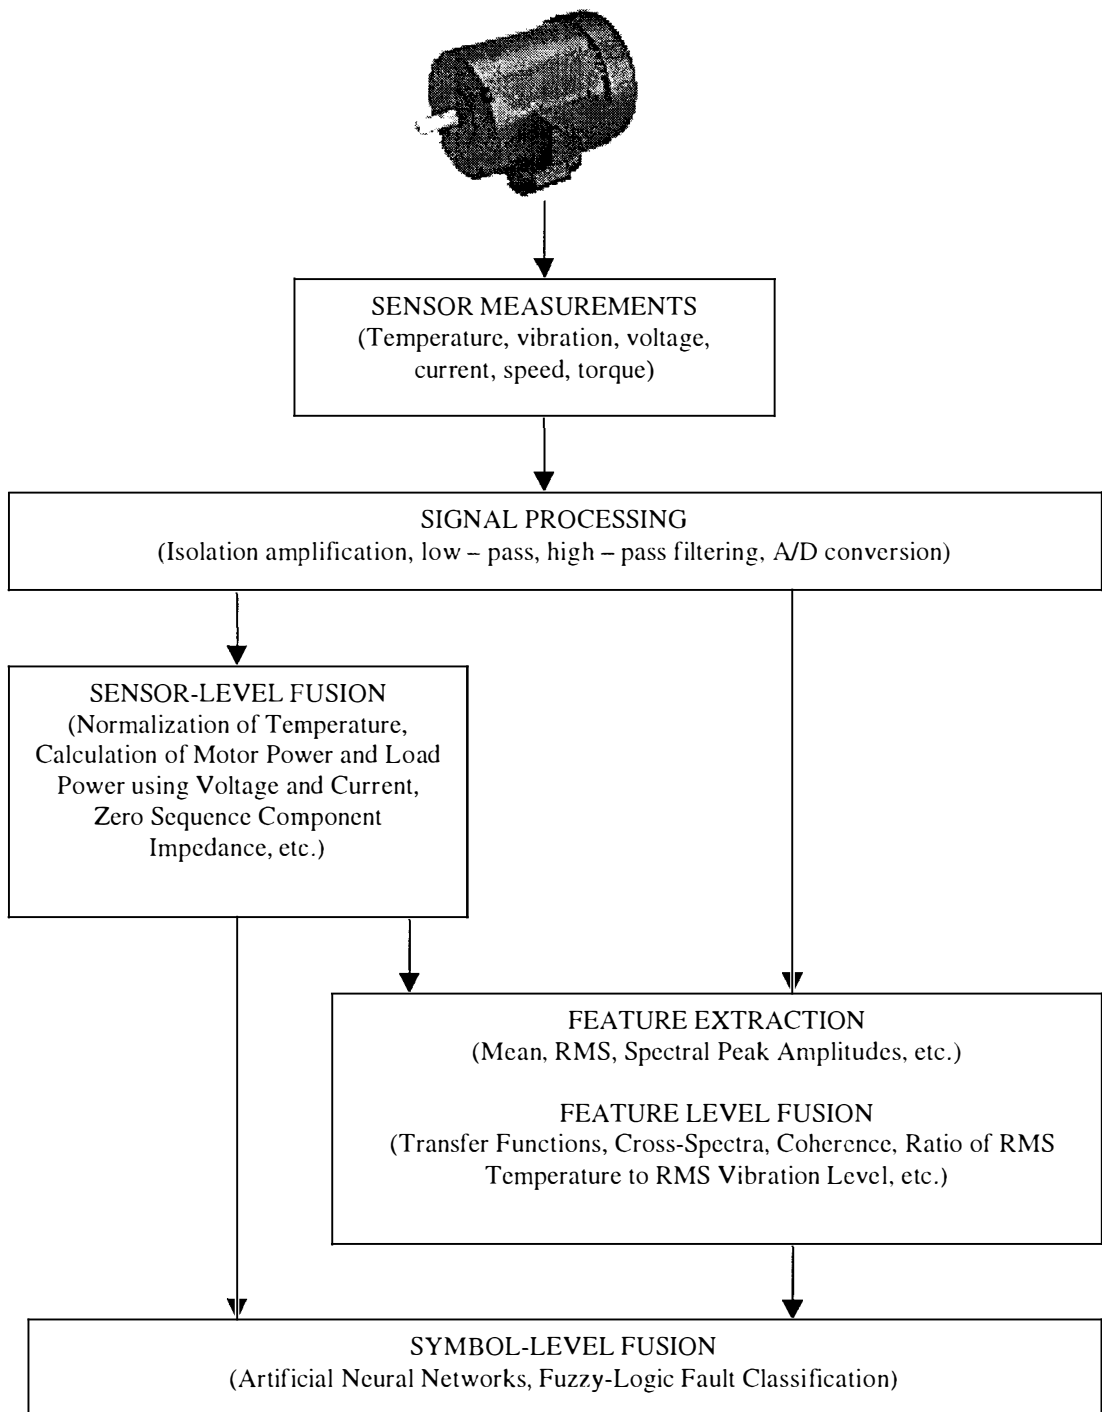 SENSOR MEASUREMENTS
(Temperature, vibration, voltage,
current, speed, torque)
SIGNAL PROCESSING
(Isolation amplification, low – pass, high – pass filtering, A/D conversion)
SENSOR-LEVEL FUSION
(Normalization of Temperature,
Calculation of Motor Power and Load
Power using Voltage and Current,
Zero Sequence Component
Impedance, etc.)
FEATURE EXTRACTION
(Mean, RMS, Spectral Peak Amplitudes, etc.)
FEATURE LEVEL FUSION
(Transfer Functions, Cross-Spectra, Coherence, Ratio of RMS
Temperature to RMS Vibration Level, etc.)
SYMBOL-LEVEL FUSION
(Artificial Neural Networks, Fuzzy-Logic Fault Classification)